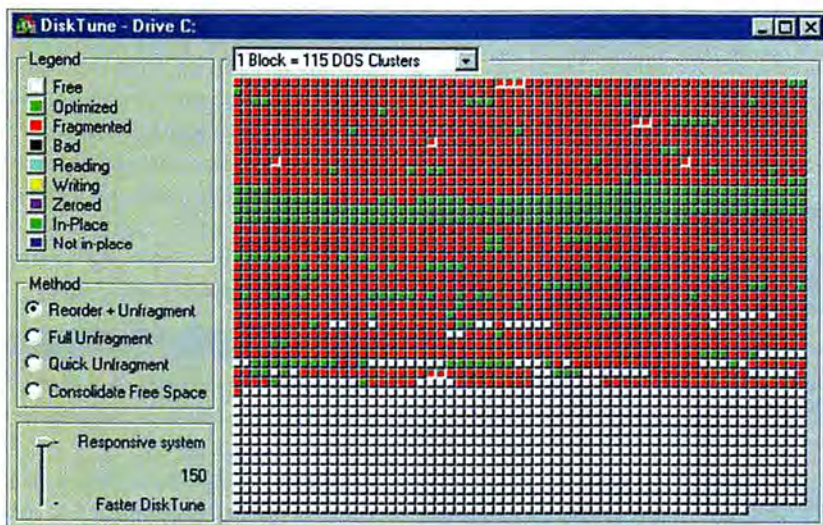 DiskTune - Drive C:
Legend
Free
Optimized
Fragmented
Bad
Reading
Writing
Zeroed
In-Place
Not in-place
Method
Reorder + Unfragment
Full Unfragment
Quick Unfragment
Consolidate Free Space
Responsive system
150
Faster DiskTune
1 Block = 115 DOS Clusters